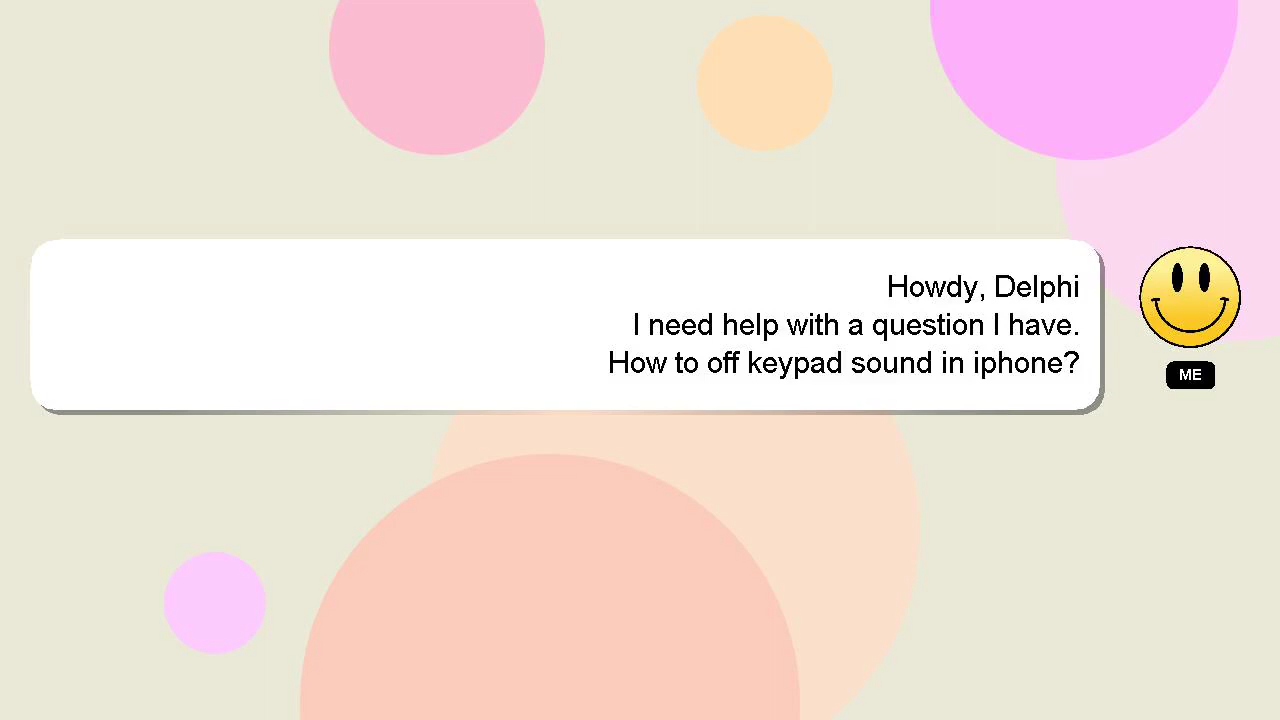 Howdy, Delphi
I need help with a question I have.
How to off keypad sound in iphone?
ME